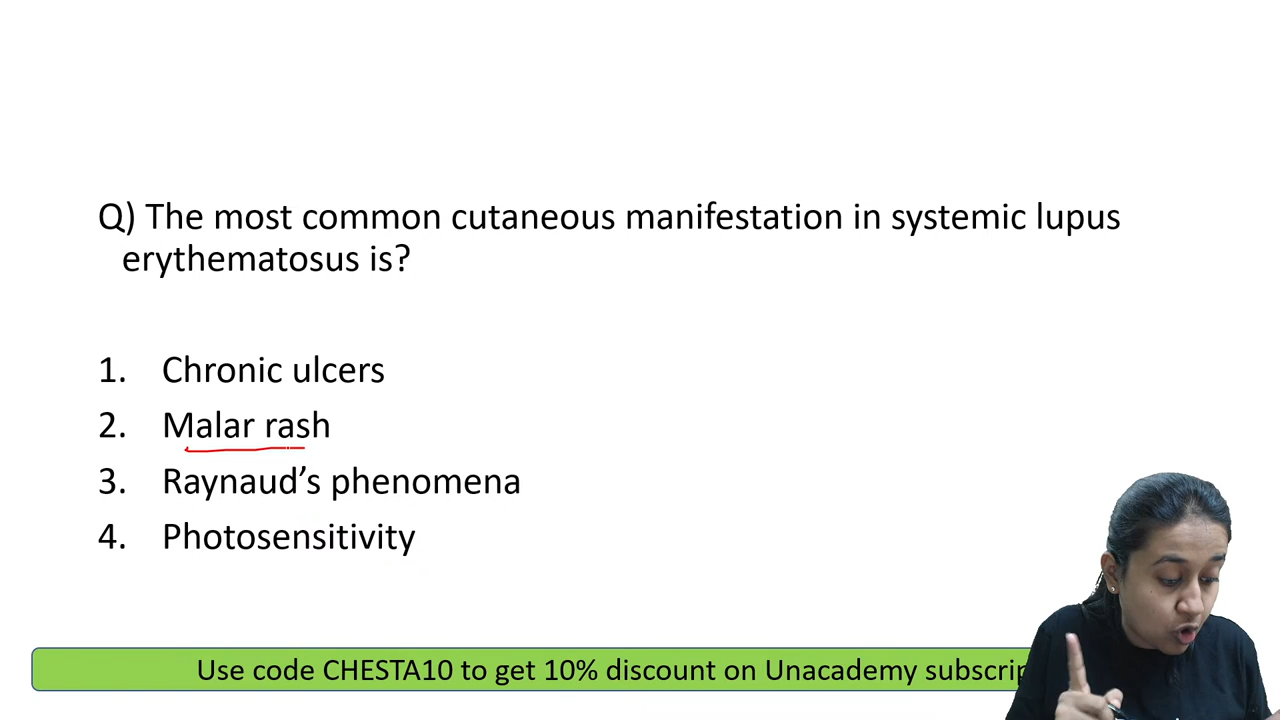 Q) The most common cutaneous manifestation in systemic lupus
erythematosus is?
1. Chronic ulcers
2. Malar rash
3. Raynaud’s phenomena
4. Photosensitivity
Use code CHESTA10 to get 10% discount on Unacademy